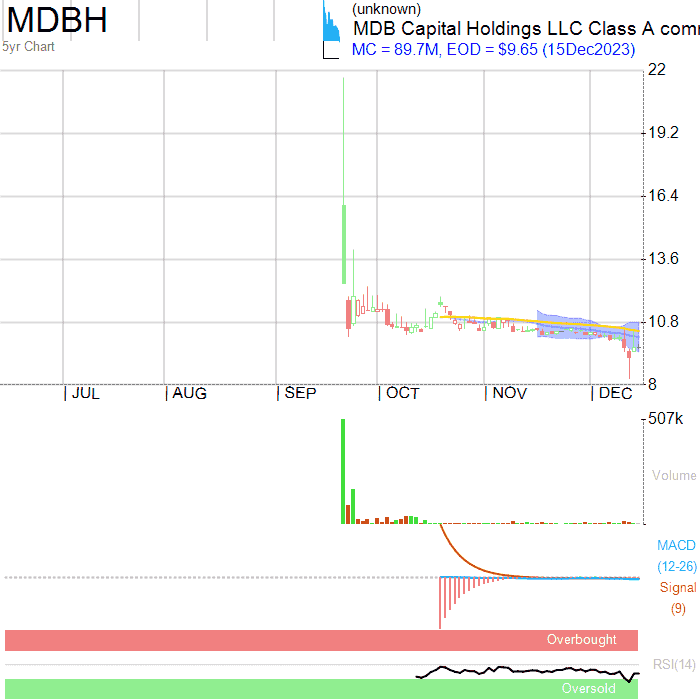 MDBH
5yr Chart
(unknown)
MDB Capital Holdings LLC Class A com
MC = 89.7M, EOD = $9.65 (15Dec2023)
22
19.2
16.4
13.6
10.8
8
JUL AUG SEP OCT NOV DEC
507k
Volume
MACD
(12-26)
Signal
(9)
Overbought
RSI(14)
Oversold